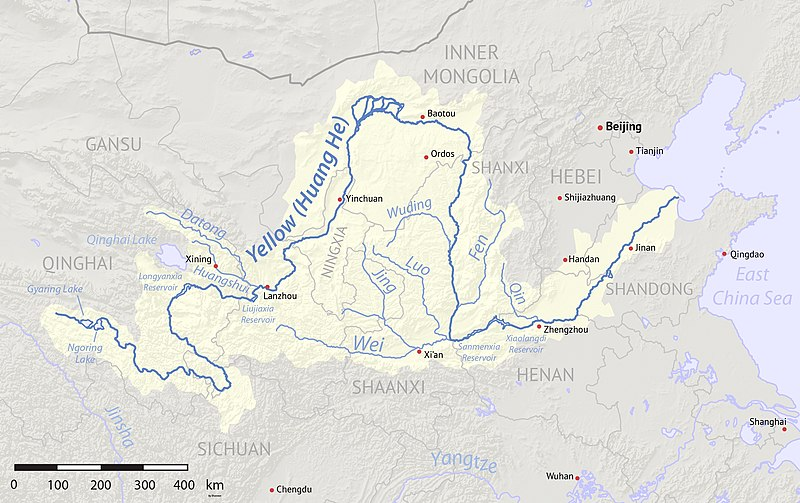 INNER
MONGOLIA
Baotou
Beijing
GANSU
Yellow (Huang He)
Ordos
Tianjin
SHANXI
HEBEI
Yinchuan
Shijiazhuang
Datong
Wuding
Qinghai Lake
Fen
Jinan
Xining
NINGXIA
Qingdao
QINGHAI
Huangshui
Luo
Handan
East
China Sea
Longyanxia
Reservoir
Jing
Qin
Gyaring Lake
Lanzhou
SHANDONG
Liujiaxia
Reservoir
Zhengzhou
Ngoring
Lake
Wei
Xi'an
Sanmenxia
Reservoir
Xiaolangdi
Reservoir
HENAN
SHAANXI
Jinsha
Shanghai
SICHUAN
Yangtze
0 100 200 300 400 km
Chengdu
Wuhan